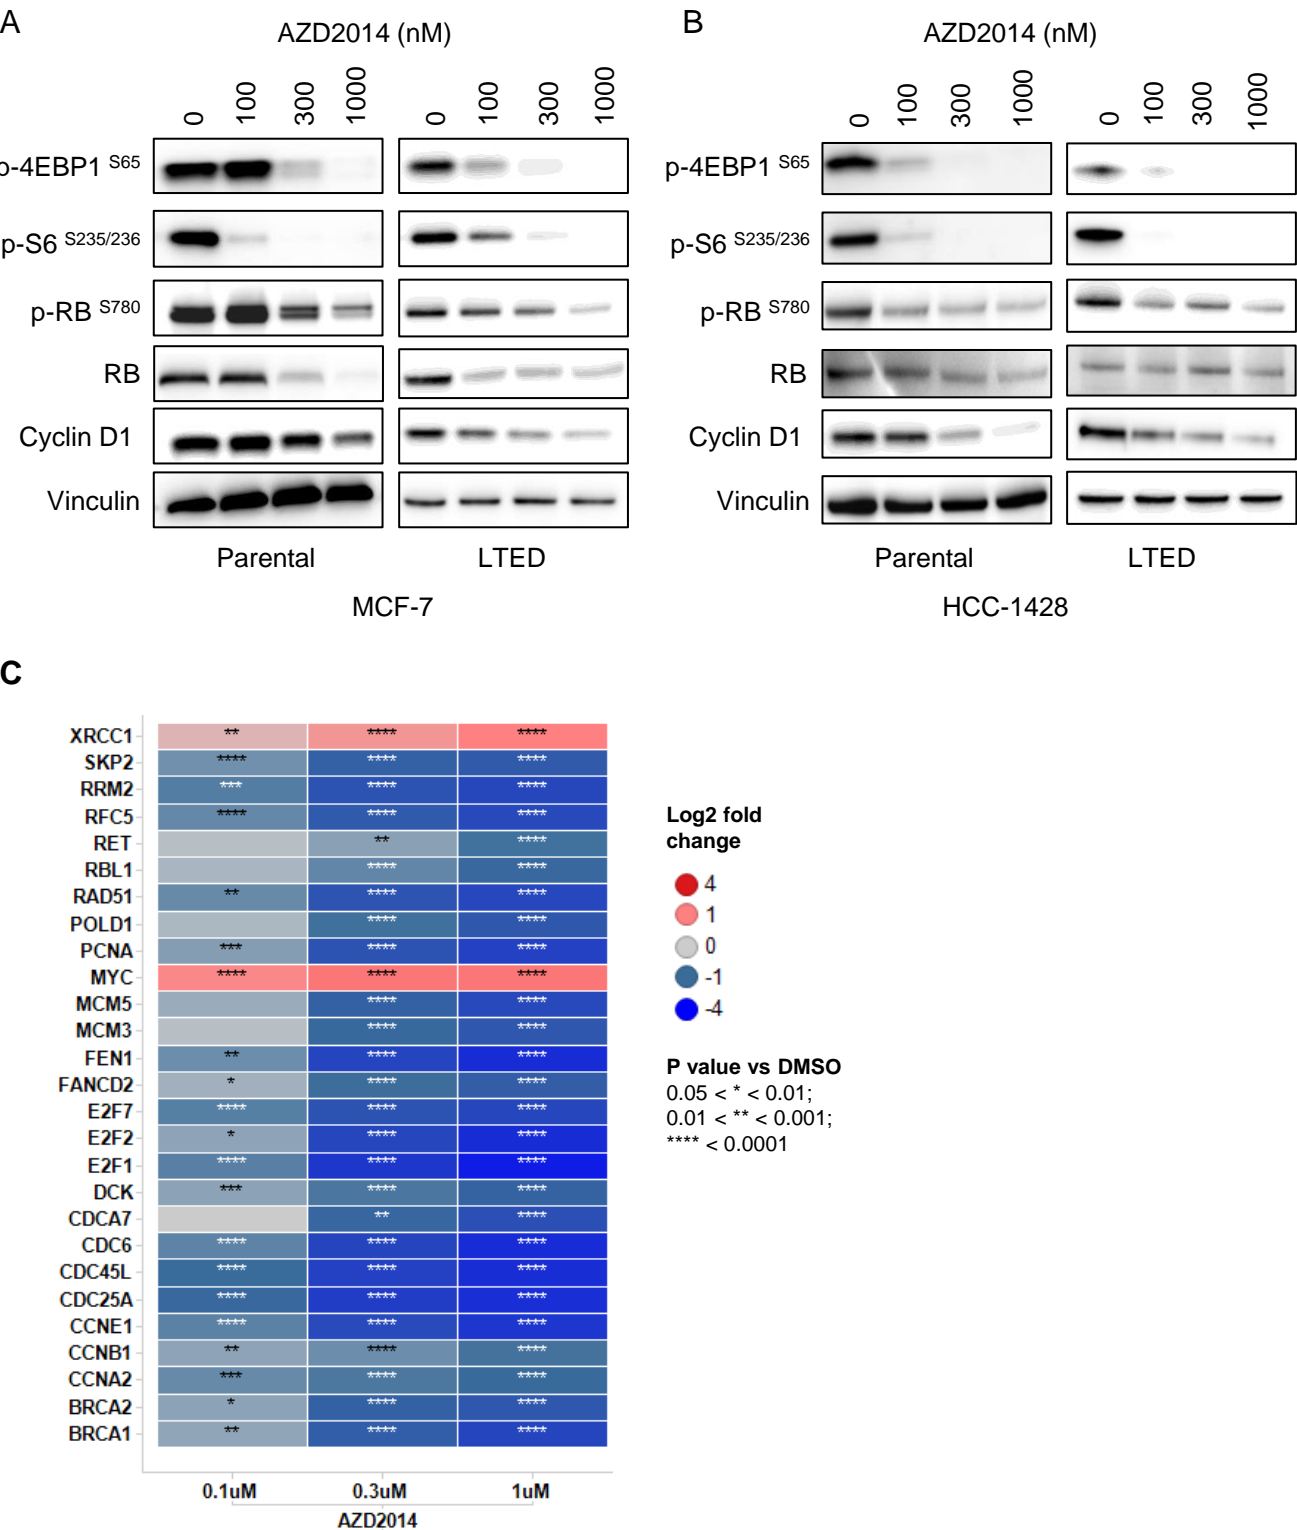 A
AZD2014 (nM)
0 100 300 1000 0 100 300 1000
p-4EBP1 S65
p-S6 S235/236
p-RB S780
RB
Cyclin D1
Vinculin
Parental LTED
MCF-7
B
AZD2014 (nM)
0 100 300 1000 0 100 300 1000
p-4EBP1 S65
p-S6 S235/236
p-RB S780
RB
Cyclin D1
Vinculin
Parental LTED
HCC-1428
C
XRCC1 ** **** ****
SKP2 **** **** ****
RRM2 *** **** ****
RFC5 **** **** ****
RET ** ****
RBL1 **** ****
RAD51 ** **** ****
POLD1 **** ****
PCNA *** **** ****
MYC **** **** ****
MCM5 **** ****
MCM3 **** ****
FEN1 ** **** ****
FANCD2 * **** ****
E2F7 **** **** ****
E2F2 * **** ****
E2F1 **** **** ****
DCK *** **** ****
CDCA7 ** ****
CDC6 **** **** ****
CDC45L **** **** ****
CDC25A **** **** ****
CCNE1 **** **** ****
CCNB1 ** **** ****
CCNA2 *** **** ****
BRCA2 * **** ****
BRCA1 ** **** ****
0.1uM 0.3uM 1uM
AZD2014
Log2 fold
change
4
1
0
-1
-4
P value vs DMSO
0.05 < * < 0.01;
0.01 < ** < 0.001;
**** < 0.0001